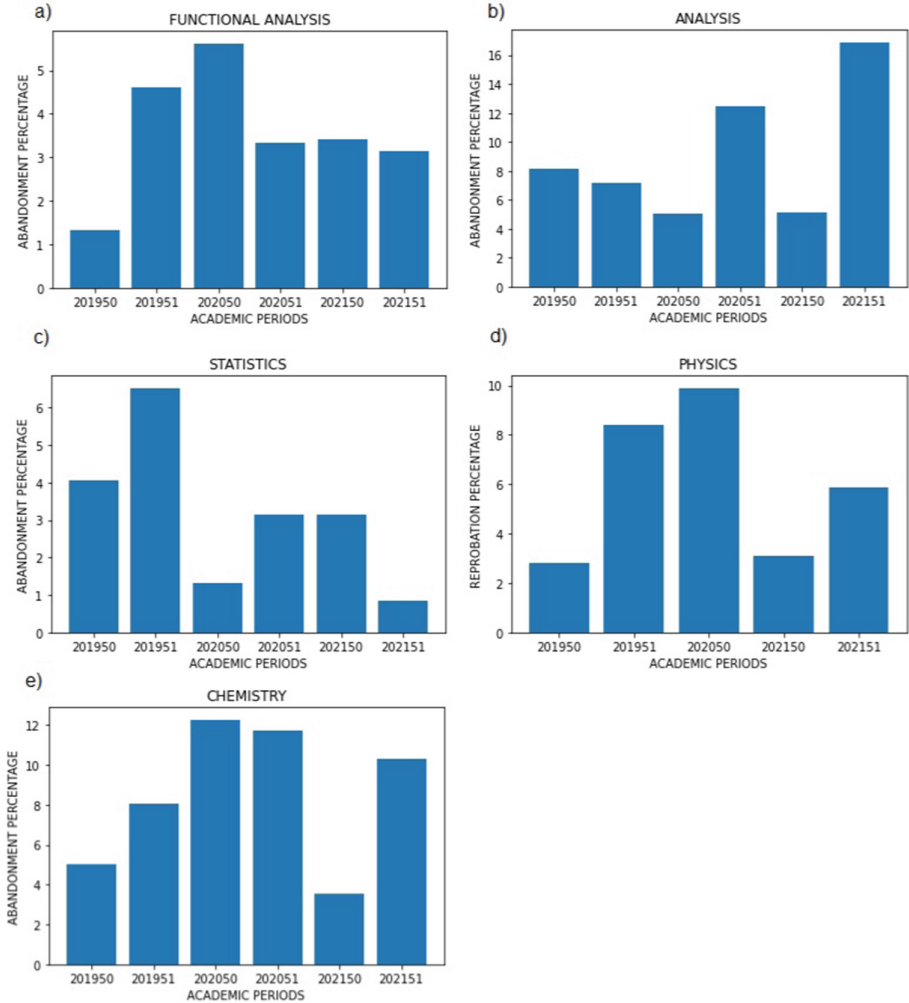 a)
FUNCTIONAL ANALYSIS
ABANDONMENT PERCENTAGE
5
4
3
2
1
0
201950 201951 202050 202051 202150 202151
ACADEMIC PERIODS
b)
ANALYSIS
ABANDONMENT PERCENTAGE
16
14
12
10
8
6
4
2
0
201950 201951 202050 202051 202150 202151
ACADEMIC PERIODS
c)
STATISTICS
ABANDONMENT PERCENTAGE
6
5
4
3
2
1
0
201950 201951 202050 202051 202150 202151
ACADEMIC PERIODS
d)
PHYSICS
REPROBATION PERCENTAGE
10
8
6
4
2
0
201950 201951 202050 202150 202151
ACADEMIC PERIODS
e)
CHEMISTRY
ABANDONMENT PERCENTAGE
12
10
8
6
4
2
0
201950 201951 202050 202051 202150 202151
ACADEMIC PERIODS